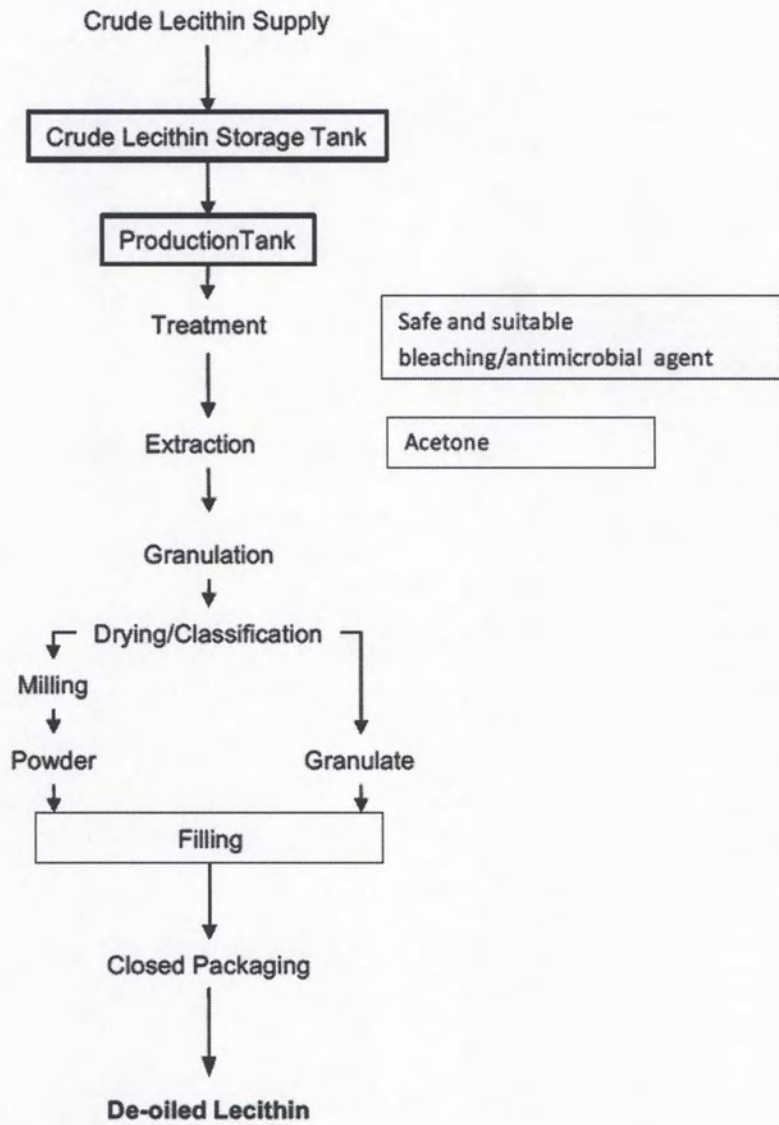 Crude Lecithin Supply
Crude Lecithin Storage Tank
ProductionTank
Treatment
Safe and suitable
bleaching/antimicrobial agent
Extraction
Acetone
Granulation
Drying/Classification
Milling
Powder
Granulate
Filling
Closed Packaging
De-oiled Lecithin